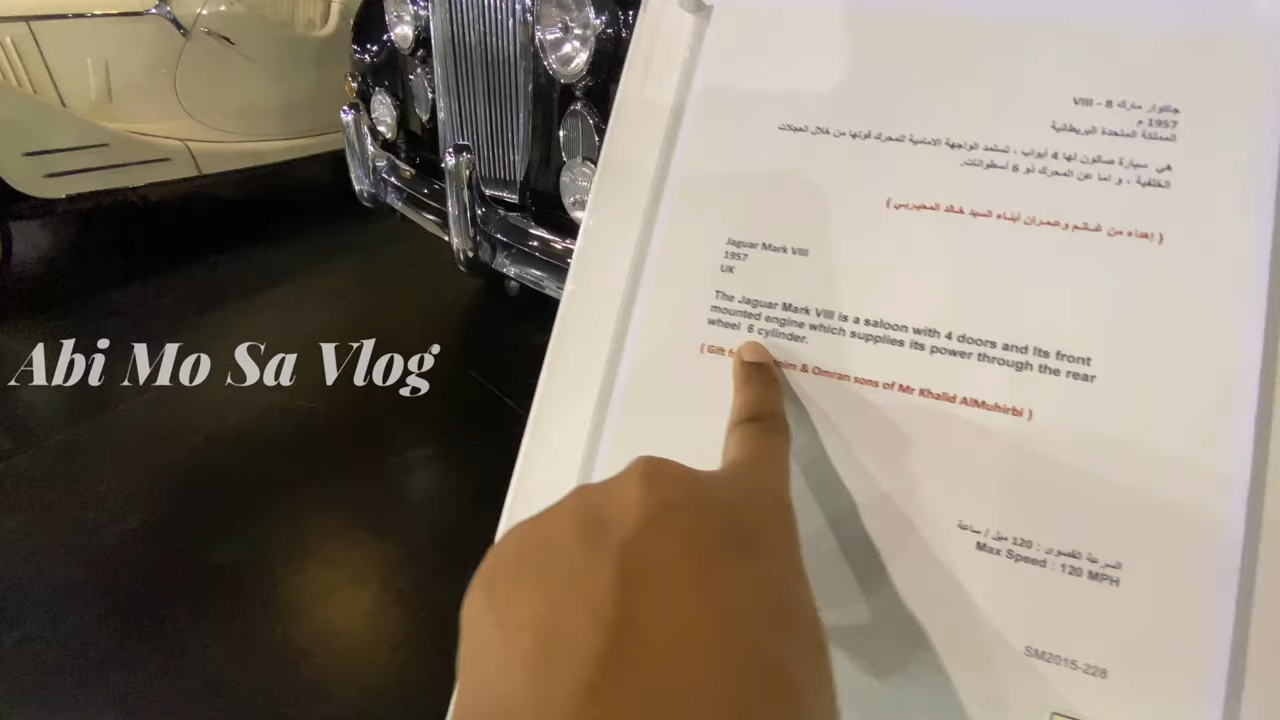 جاكوار مارك 8 - VIII
1957 م
المملكة المتحدة البريطانية
هي سيارة صالون لها 4 أبواب ، تستمد الواجهة الامامية للمحرك قوتها من خلال العجلات
الخلفية ، و اما عن المحرك ذو 6 أسطوانات.
( إهداء من غانم وعمران أبناء السيد خالد المحيربي )
Jaguar Mark VIII
1957
UK
The Jaguar Mark VIII is a saloon with 4 doors and Its front
mounted engine which supplies its power through the rear
wheel 6 cylinder.
( Gift & Omran sons of Mr Khalid AlMuhirbi )
Abi Mo Sa Vlog
السرعة القصوى : 120 ميل / ساعة
Max Speed : 120 MPH
SM2015-228